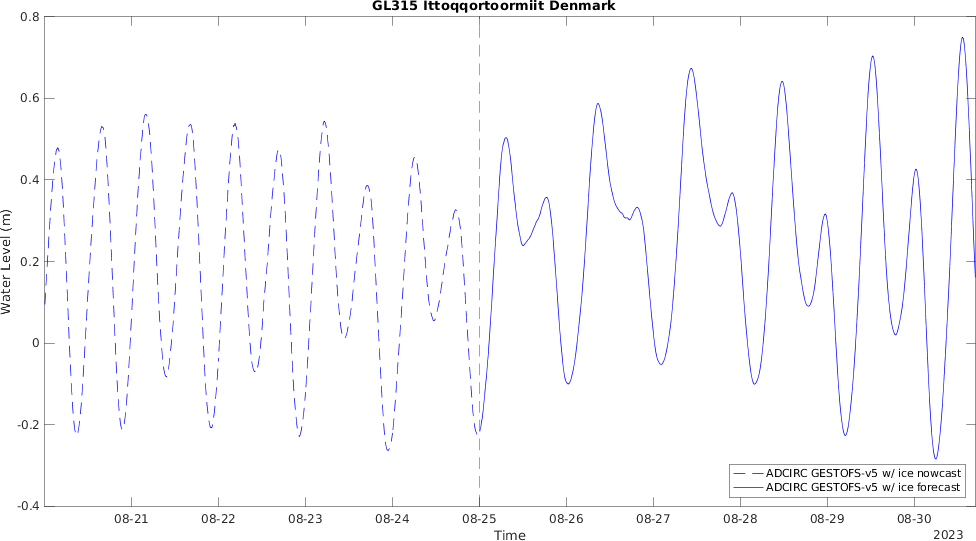 GL315 Ittoqqortoormiit Denmark
0.8
0.6
0.4
0.2
0
-0.2
-0.4
Water Level (m)
ADCIRC GESTOFS-v5 w/ ice nowcast
ADCIRC GESTOFS-v5 w/ ice forecast
08-21 08-22 08-23 08-24 08-25 08-26 08-27 08-28 08-29 08-30
Time
2023